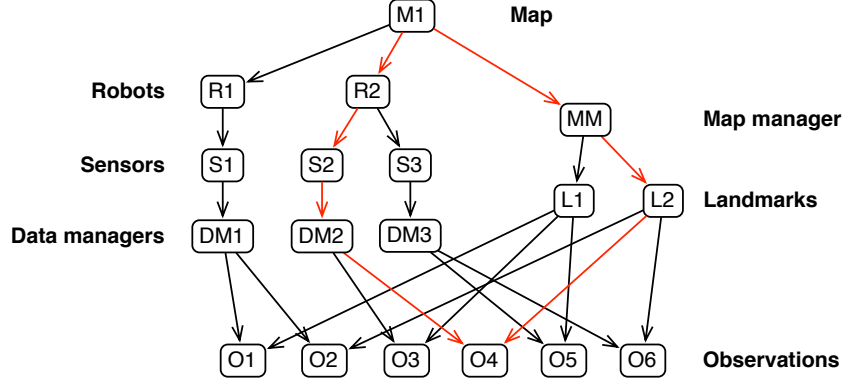 M1 Map
Robots R1 R2
MM Map manager
Sensors S1 S2 S3
L1 L2 Landmarks
Data managers DM1 DM2 DM3
O1 O2 O3 O4 O5 O6 Observations